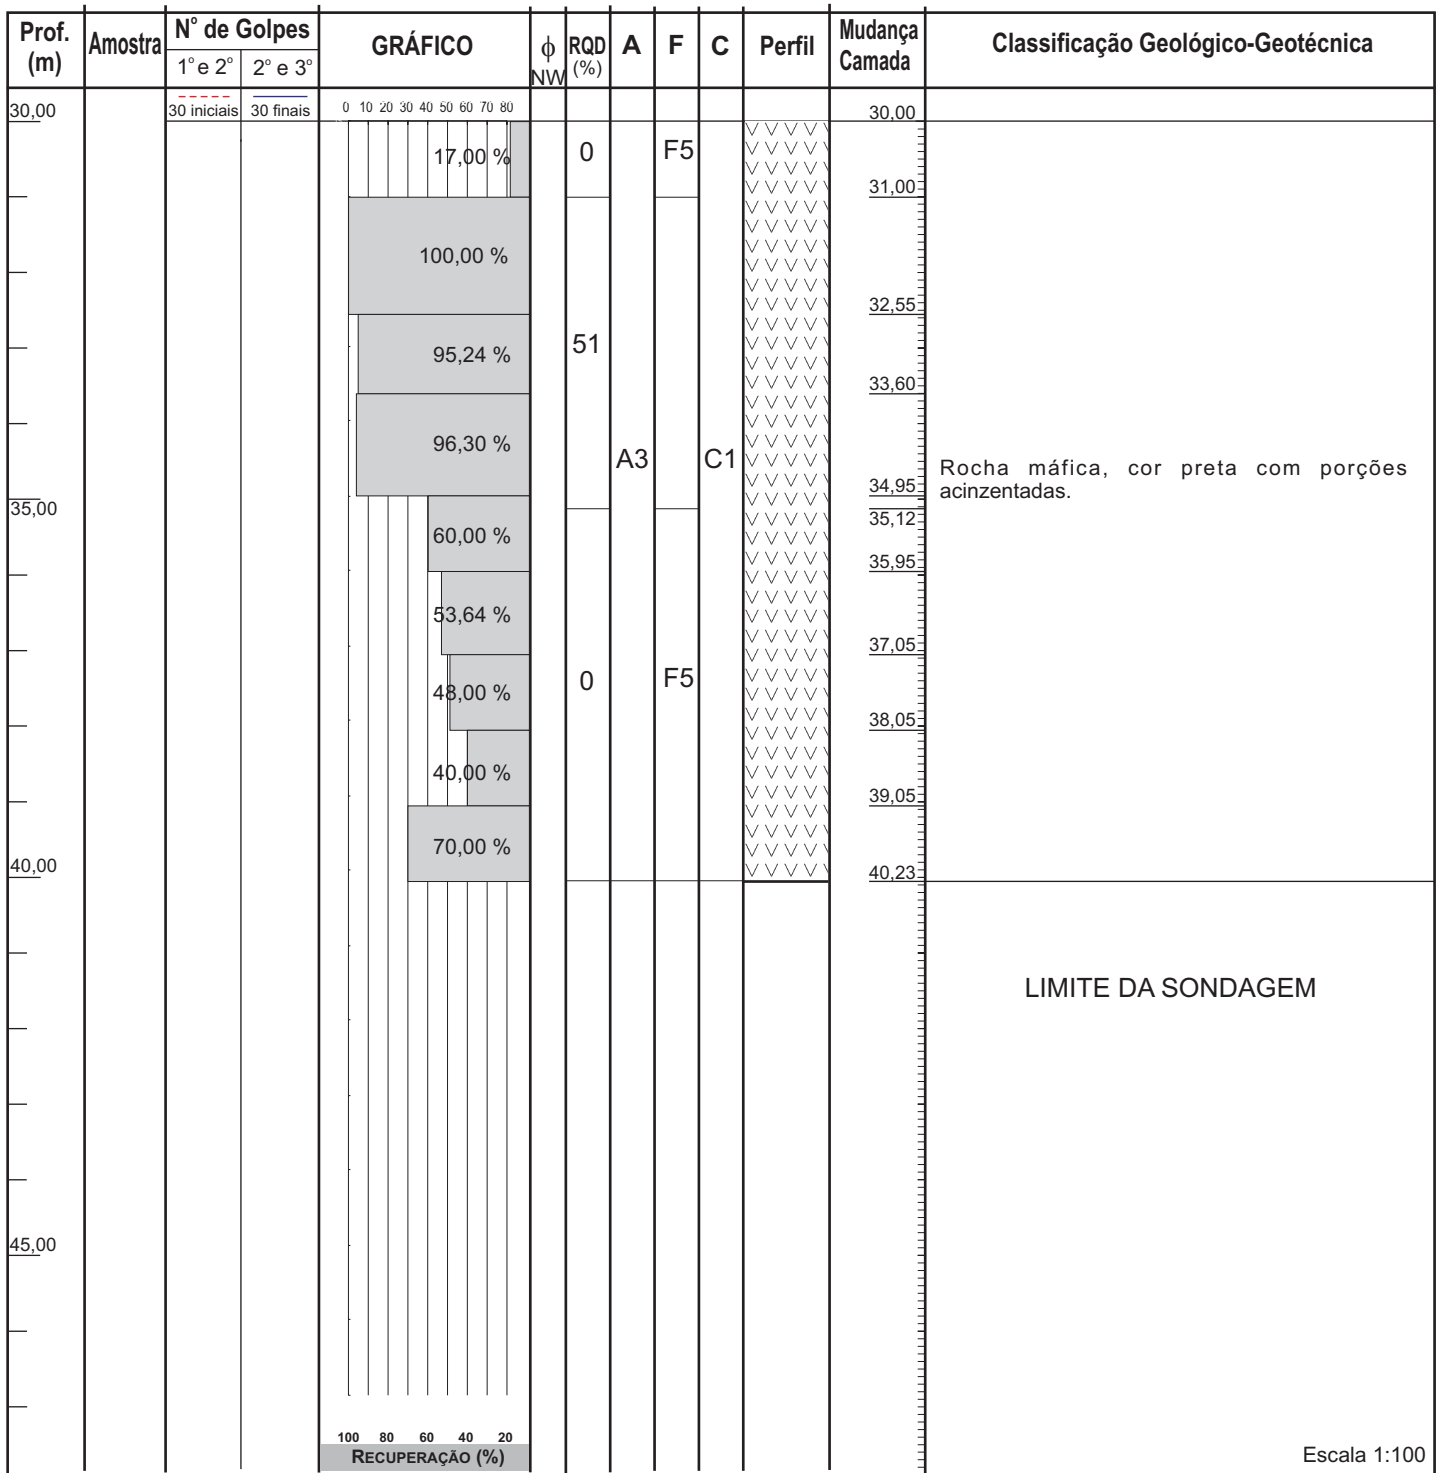 Prof. (m) Amostra N° de Golpes GRÁFICO ϕ NW RQD (%) A F C Perfil Mudança Camada Classificação Geológico-Geotécnica
1° e 2° 2° e 3°
30 iniciais 30 finais
0 10 20 30 40 50 60 70 80
30,00 30,00
17,00 % 0 F5
31,00
100,00 %
32,55
51
95,24 %
33,60
96,30 %
A3 C1
Rocha máfica, cor preta com porções
acinzentadas.
34,95
35,00 35,12
60,00 %
35,95
53,64 %
37,05
0 F5
48,00 %
38,05
40,00 %
39,05
70,00 %
40,00 40,23
LIMITE DA SONDAGEM
45,00
100 80 60 40 20
RECUPERAÇÃO (%)
Escala 1:100